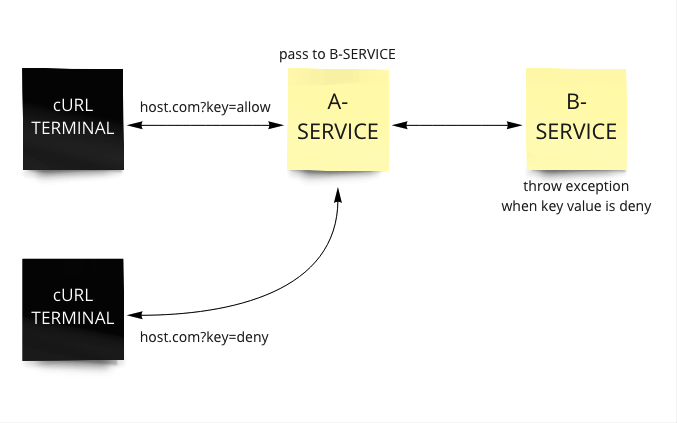 pass to B-SERVICE
cURL
TERMINAL
host.com?key=allow
A-
SERVICE
B-
SERVICE
throw exception
when key value is deny
cURL
TERMINAL
host.com?key=deny